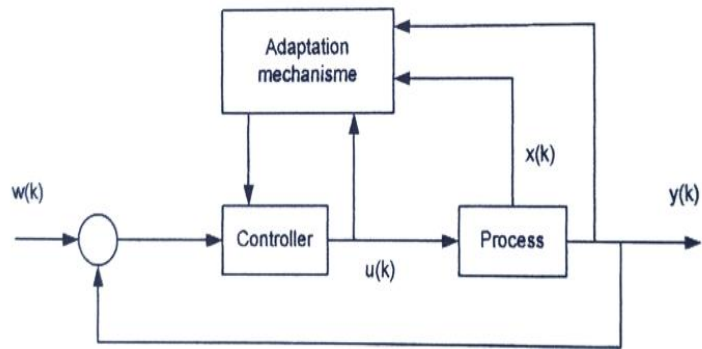 Adaptation
mechanisme
x(k)
w(k)
y(k)
Controller
Process
u(k)